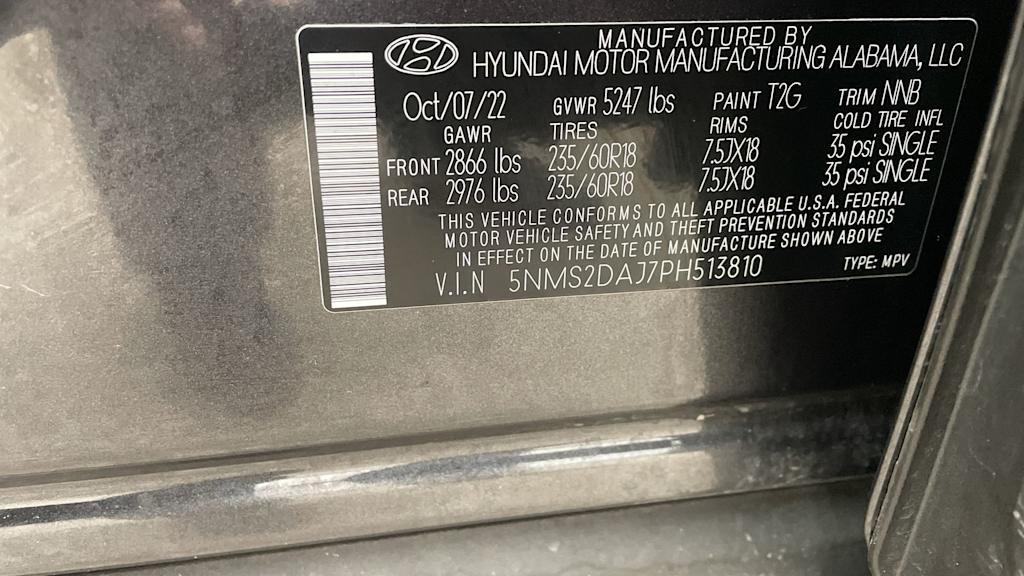 MANUFACTURED BY
HYUNDAI MOTOR MANUFACTURING ALABAMA, LLC
Oct/07/22 GVWR 5247 lbs PAINT T2G TRIM NNB
GAWR TIRES RIMS COLD TIRE INFL
FRONT 2866 lbs 235/60R18 7.5JX18 35 psi SINGLE
REAR 2976 lbs 235/60R18 7.5JX18 35 psi SINGLE
THIS VEHICLE CONFORMS TO ALL APPLICABLE U.S.A. FEDERAL
MOTOR VEHICLE SAFETY AND THEFT PREVENTION STANDARDS
IN EFFECT ON THE DATE OF MANUFACTURE SHOWN ABOVE
V.I.N 5NMS2DAJ7PH513810 TYPE: MPV